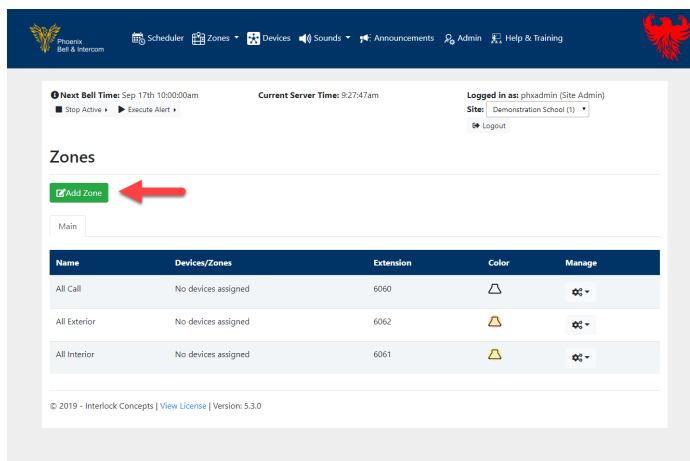 Phoenix
Bell & Intercom
Scheduler Zones Devices Sounds Announcements Admin Help & Training
Next Bell Time: Sep 17th 10:00:00am Current Server Time: 9:27:47am Logged in as: phxadmin (Site Admin)
Stop Active Execute Alert Site: Demonstration School (1)
Logout
Zones
Add Zone
Main
Name Devices/Zones Extension Color Manage
All Call No devices assigned 6060
All Exterior No devices assigned 6062
All Interior No devices assigned 6061
© 2019 - Interlock Concepts | View License | Version: 5.3.0